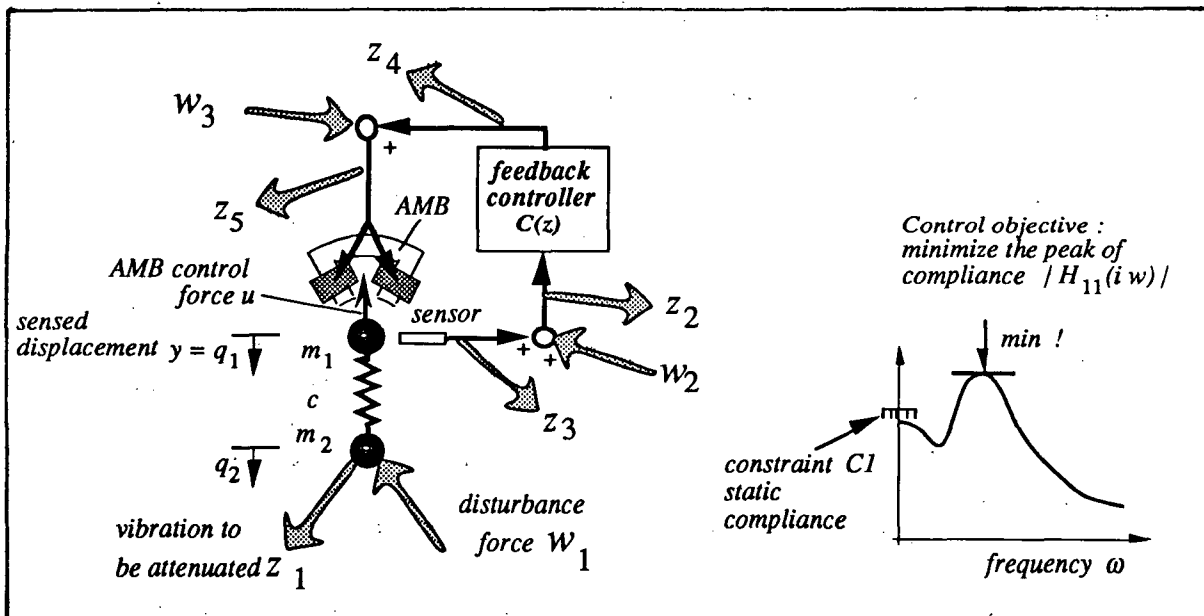 z4
w3
+
feedback
controller
C(z)
z5
AMB
AMB control
force u
sensor
+
+
z2
w2
sensed
displacement y = q1
m1
z3
c
m2
q2
disturbance
force w1
vibration to
be attenuated z1
Control objective :
minimize the peak of
compliance | H11(i w) |
min !
constraint C1
static
compliance
frequency ω